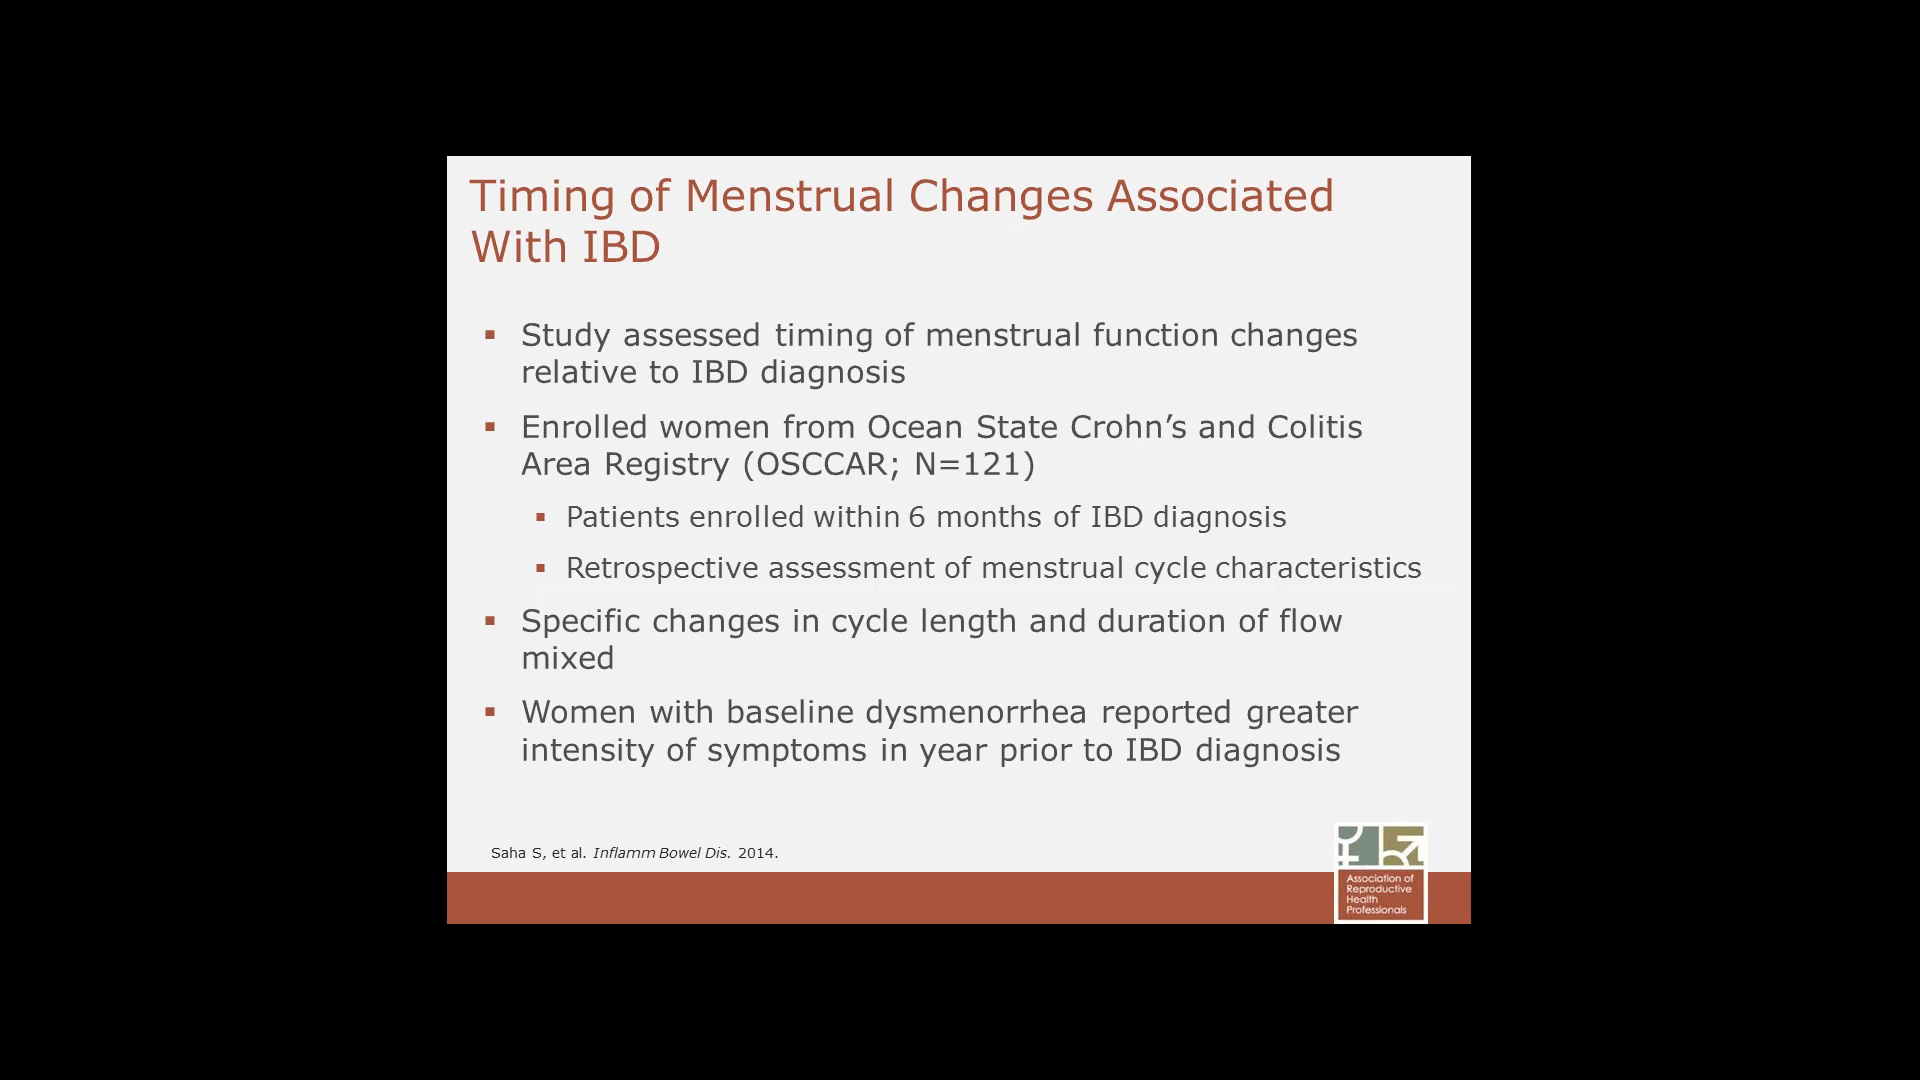 Timing of Menstrual Changes Associated
With IBD
▪ Study assessed timing of menstrual function changes
relative to IBD diagnosis
▪ Enrolled women from Ocean State Crohn’s and Colitis
Area Registry (OSCCAR; N=121)
▪ Patients enrolled within 6 months of IBD diagnosis
▪ Retrospective assessment of menstrual cycle characteristics
▪ Specific changes in cycle length and duration of flow
mixed
▪ Women with baseline dysmenorrhea reported greater
intensity of symptoms in year prior to IBD diagnosis
Saha S, et al. Inflamm Bowel Dis. 2014.
Association of
Reproductive
Health
Professionals